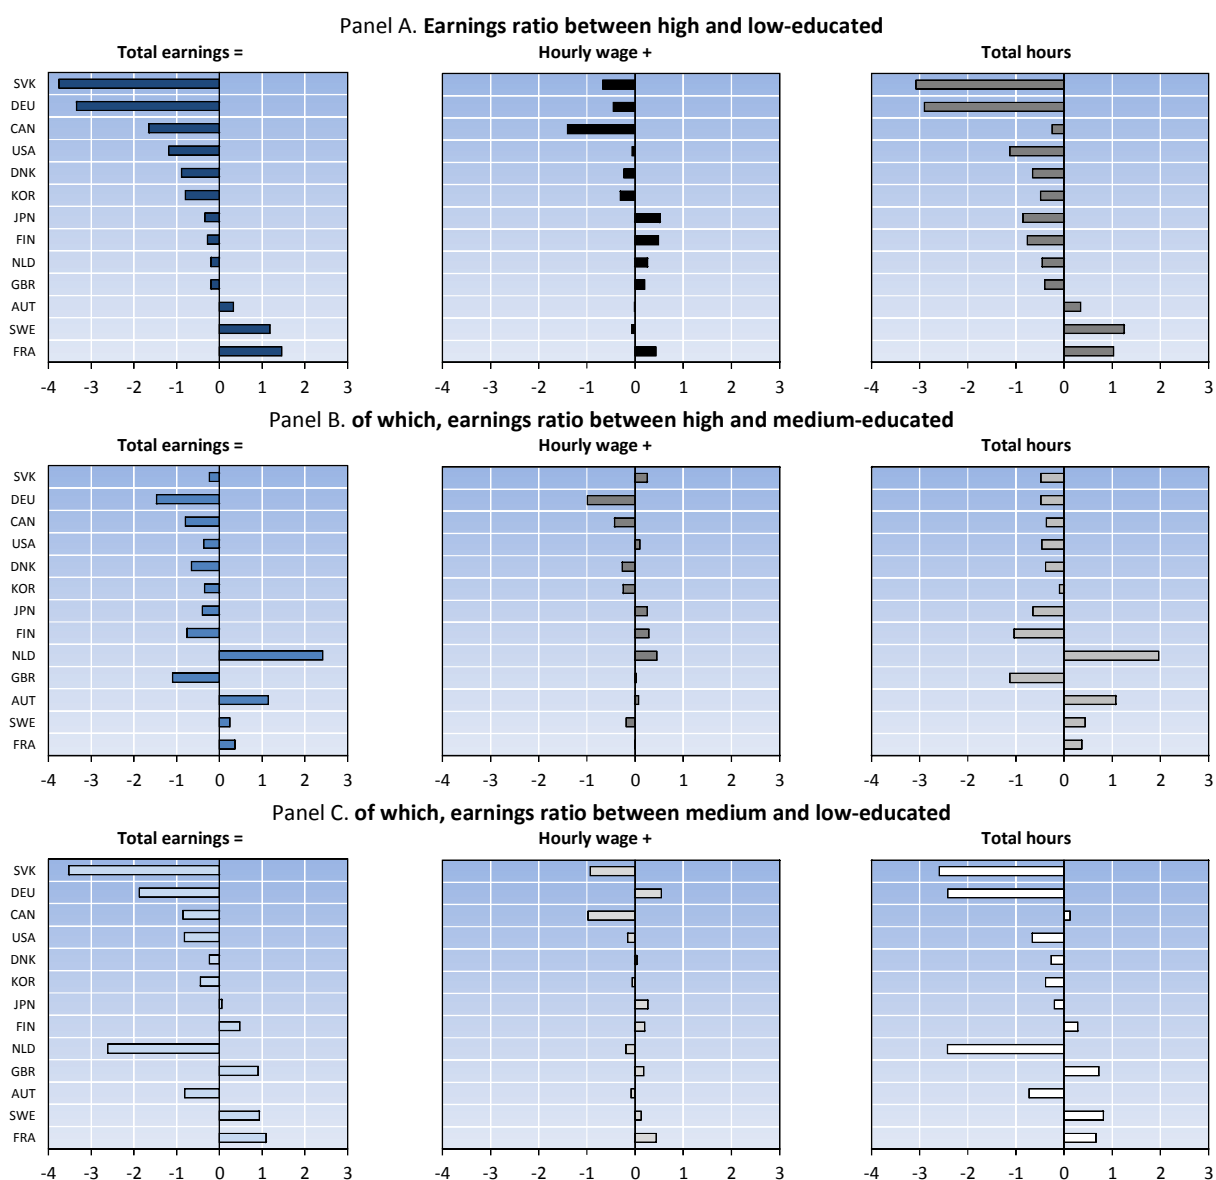 Panel A. Earnings ratio between high and low-educated
Total earnings = Hourly wage + Total hours
SVK
DEU
CAN
USA
DNK
KOR
JPN
FIN
NLD
GBR
AUT
SWE
FRA
-4 -3 -2 -1 0 1 2 3 -4 -3 -2 -1 0 1 2 3 -4 -3 -2 -1 0 1 2 3
Panel B. of which, earnings ratio between high and medium-educated
Total earnings = Hourly wage + Total hours
SVK
DEU
CAN
USA
DNK
KOR
JPN
FIN
NLD
GBR
AUT
SWE
FRA
-4 -3 -2 -1 0 1 2 3 -4 -3 -2 -1 0 1 2 3 -4 -3 -2 -1 0 1 2 3
Panel C. of which, earnings ratio between medium and low-educated
Total earnings = Hourly wage + Total hours
SVK
DEU
CAN
USA
DNK
KOR
JPN
FIN
NLD
GBR
AUT
SWE
FRA
-4 -3 -2 -1 0 1 2 3 -4 -3 -2 -1 0 1 2 3 -4 -3 -2 -1 0 1 2 3